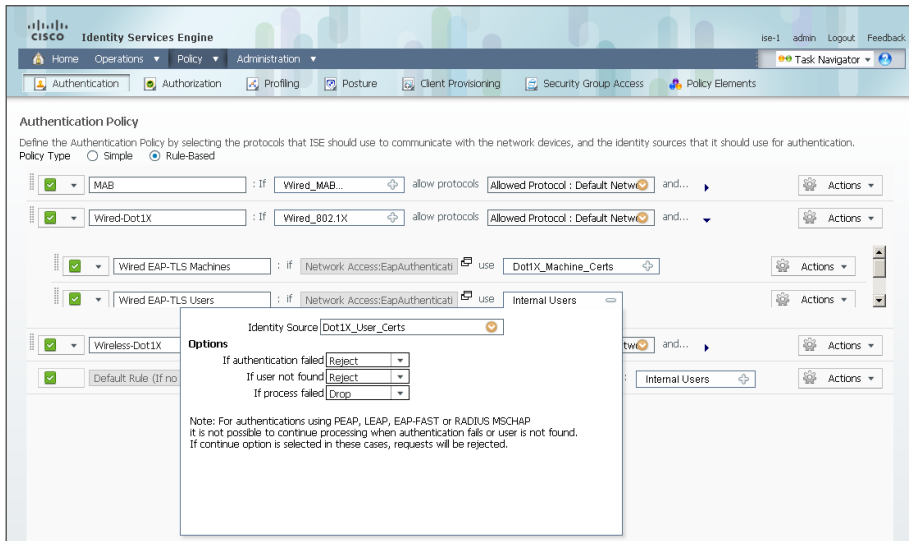 cisco Identity Services Engine
ise-1 admin Logout Feedback
Home Operations Policy Administration
Task Navigator ?
Authentication Authorization Profiling Posture Client Provisioning Security Group Access Policy Elements
Authentication Policy
Define the Authentication Policy by selecting the protocols that ISE should use to communicate with the network devices, and the identity sources that it should use for authentication.
Policy Type Simple Rule-Based
MAB : If Wired_MAB... allow protocols Allowed Protocol : Default Netw and... Actions
Wired-Dot1X : If Wired_802.1X allow protocols Allowed Protocol : Default Netw and... Actions
Wired EAP-TLS Machines : if Network Access:EapAuthenticati use Dot1X_Machine_Certs Actions
Wired EAP-TLS Users : if Network Access:EapAuthenticati use Internal Users Actions
Wireless-Dot1X twe and... Actions
Default Rule (If no : Internal Users Actions
Identity Source Dot1X_User_Certs
Options
If authentication failed Reject
If user not found Reject
If process failed Drop
Note: For authentications using PEAP, LEAP, EAP-FAST or RADIUS MSCHAP
it is not possible to continue processing when authentication fails or user is not found.
If continue option is selected in these cases, requests will be rejected.